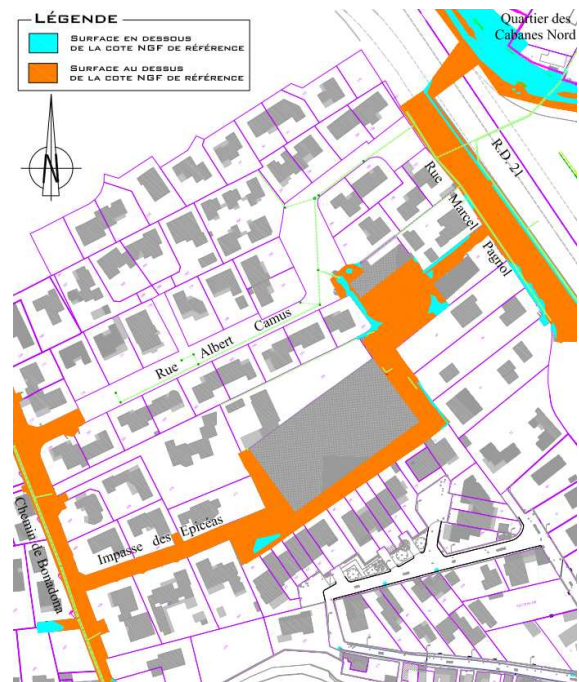 LÉGENDE
SURFACE EN DESSOUS
DE LA COTE NGF DE RÉFÉRENCE
SURFACE AU DESSUS
DE LA COTE NGF DE RÉFÉRENCE
Quartier des
Cabanes Nord
N
R.D. 21
Rue Marcel Pagnol
Rue Albert Camus
Impasse des Epicéas
Chemin de Bonadona